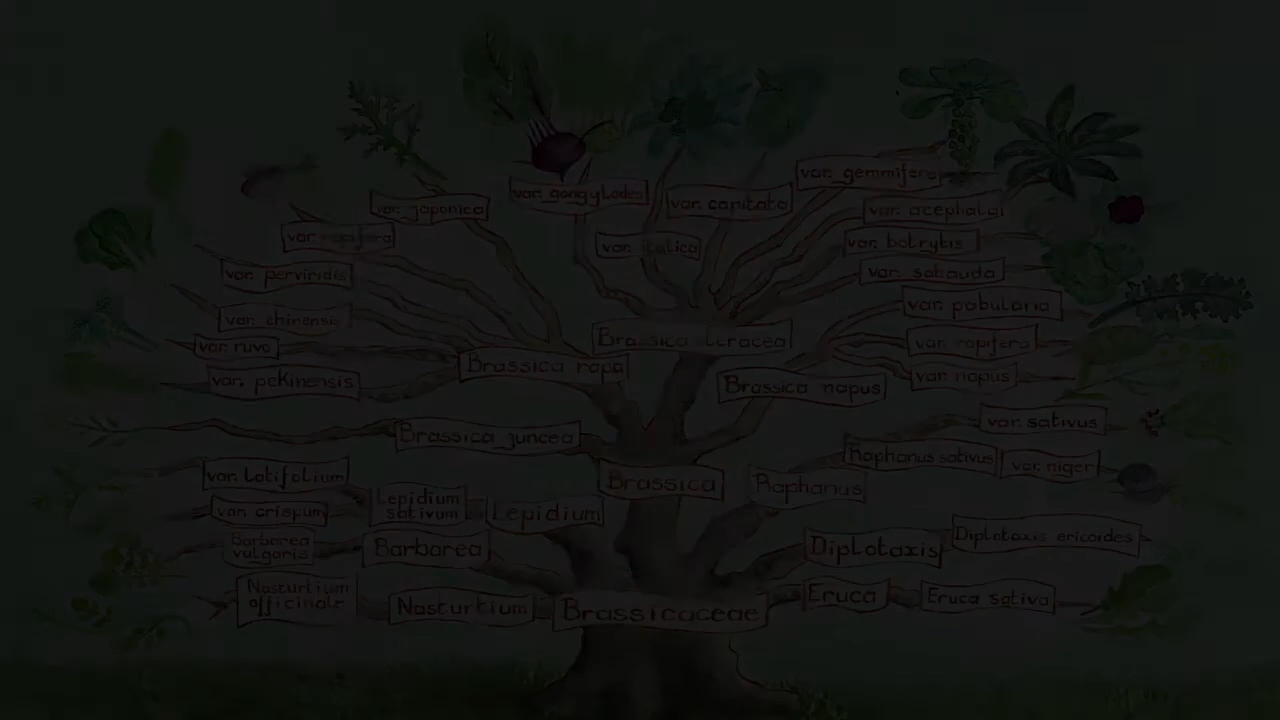 var. gemmifera
var. gongylodes
var. capitata
var. japonica
var. acephala
var. italica
var. botrytis
var. perviridis
var. sabauda
var. pabularia
var. chinensis
var. ruvo
Brassica oleracea
var. rapifera
Brassica rapa
var. napus
var. pekinensis
Brassica napus
var. sativus
Brassica juncea
Raphanus sativus
var. niger
var. latifolium
Brassica
Raphanus
Lepidium
sativum
var. crispum
Lepidium
Diplotaxis ericoides
Barbarea
vulgaris
Barbarea
Diplotaxis
Nasturtium
officinale
Nasturtium
Brassicaceae
Eruca
Eruca sativa